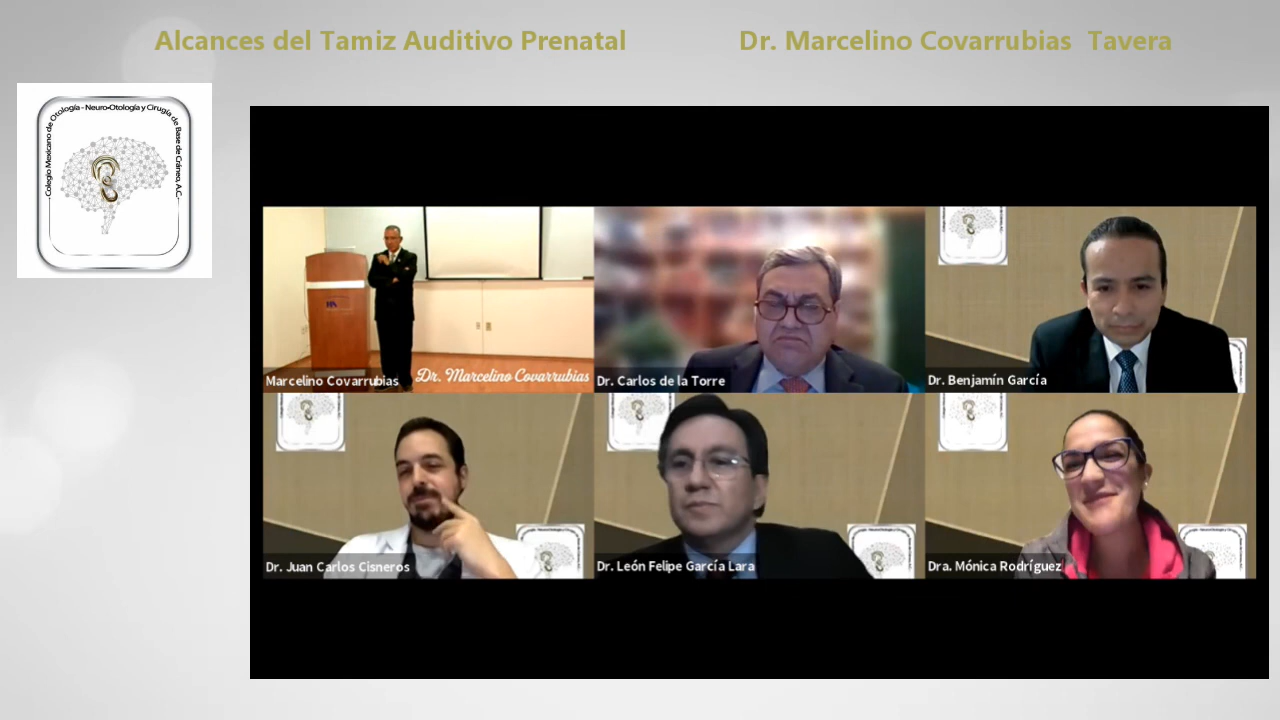 Alcances del Tamiz Auditivo Prenatal
Dr. Marcelino Covarrubias Tavera
Colegio Mexicano de Otología - Neuro-Otología y Cirugía de Base de Cráneo, A.C.
Marcelino Covarrubias
Dr. Marcelino Covarrubias
Dr. Carlos de la Torre
Dr. Benjamín García
Dr. Juan Carlos Cisneros
Dr. León Felipe García Lara
Dra. Mónica Rodríguez